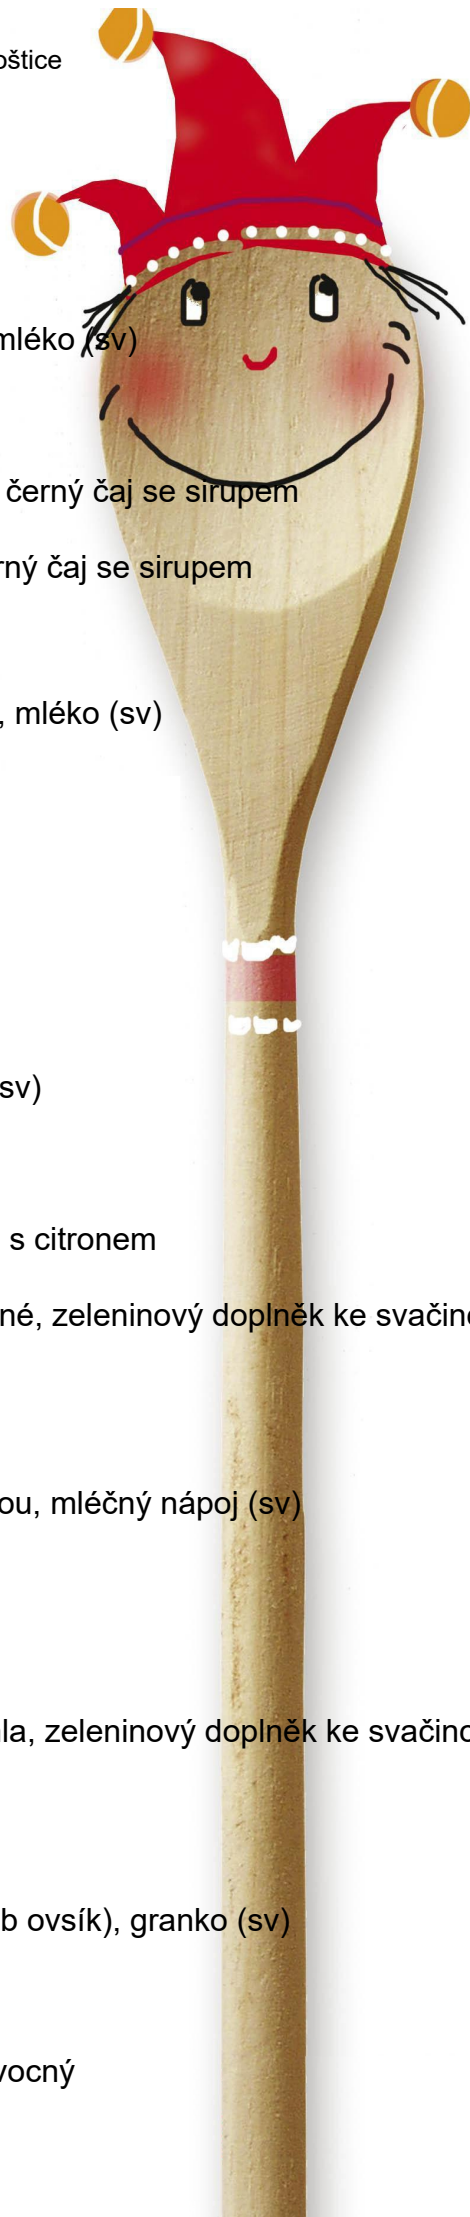 oštice
mléko (sv)
černý čaj se sirupem
rný čaj se sirupem
, mléko (sv)
sv)
s citronem
né, zeleninový doplněk ke svačině
ou, mléčný nápoj (sv)
la, zeleninový doplněk ke svačině
b ovsík), granko (sv)
vocný